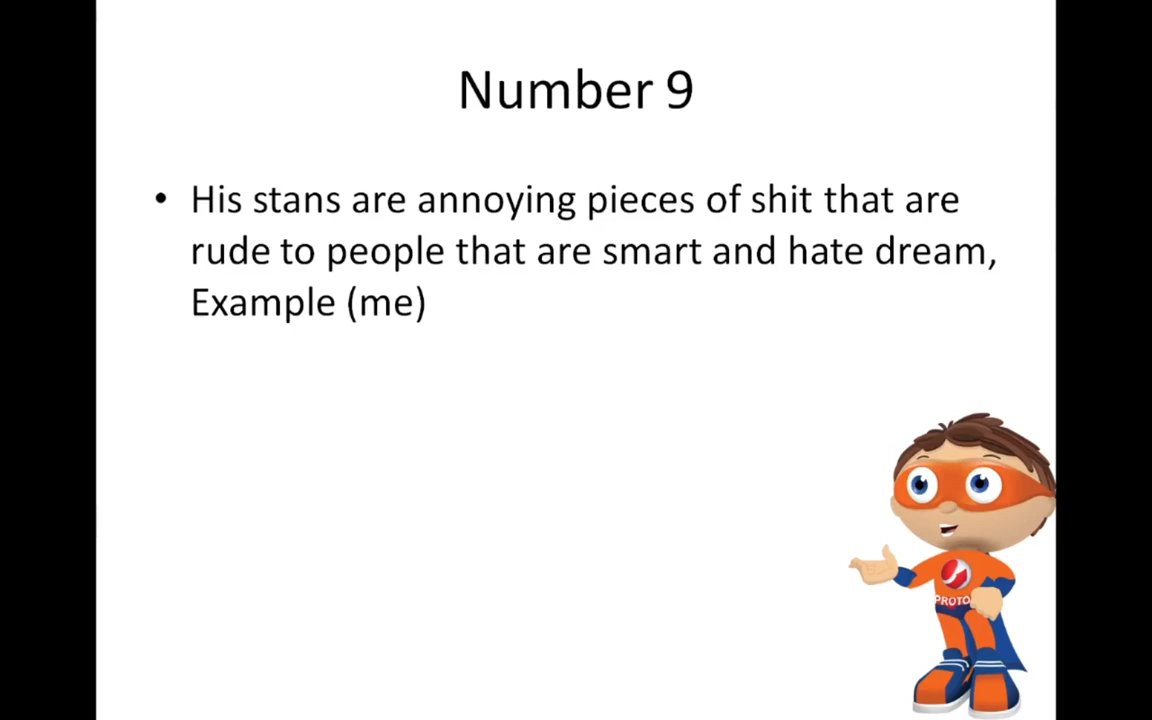 Number 9
• His stans are annoying pieces of shit that are
rude to people that are smart and hate dream,
Example (me)
PROTO